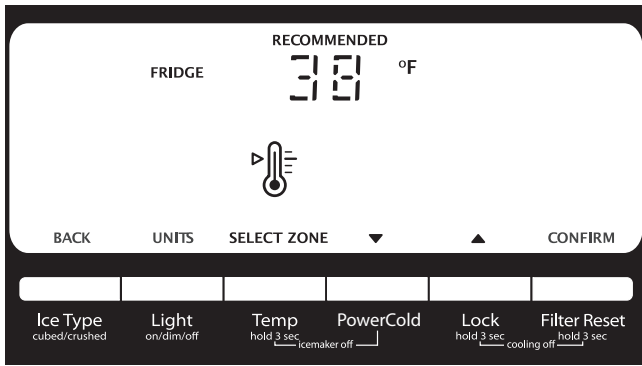 RECOMMENDED
FRIDGE 38 °F
BACK UNITS SELECT ZONE ▼ ▲ CONFIRM
Ice Type Light Temp PowerCold Lock Filter Reset
cubed/crushed on/dim/off hold 3 sec hold 3 sec hold 3 sec
icemaker off cooling off